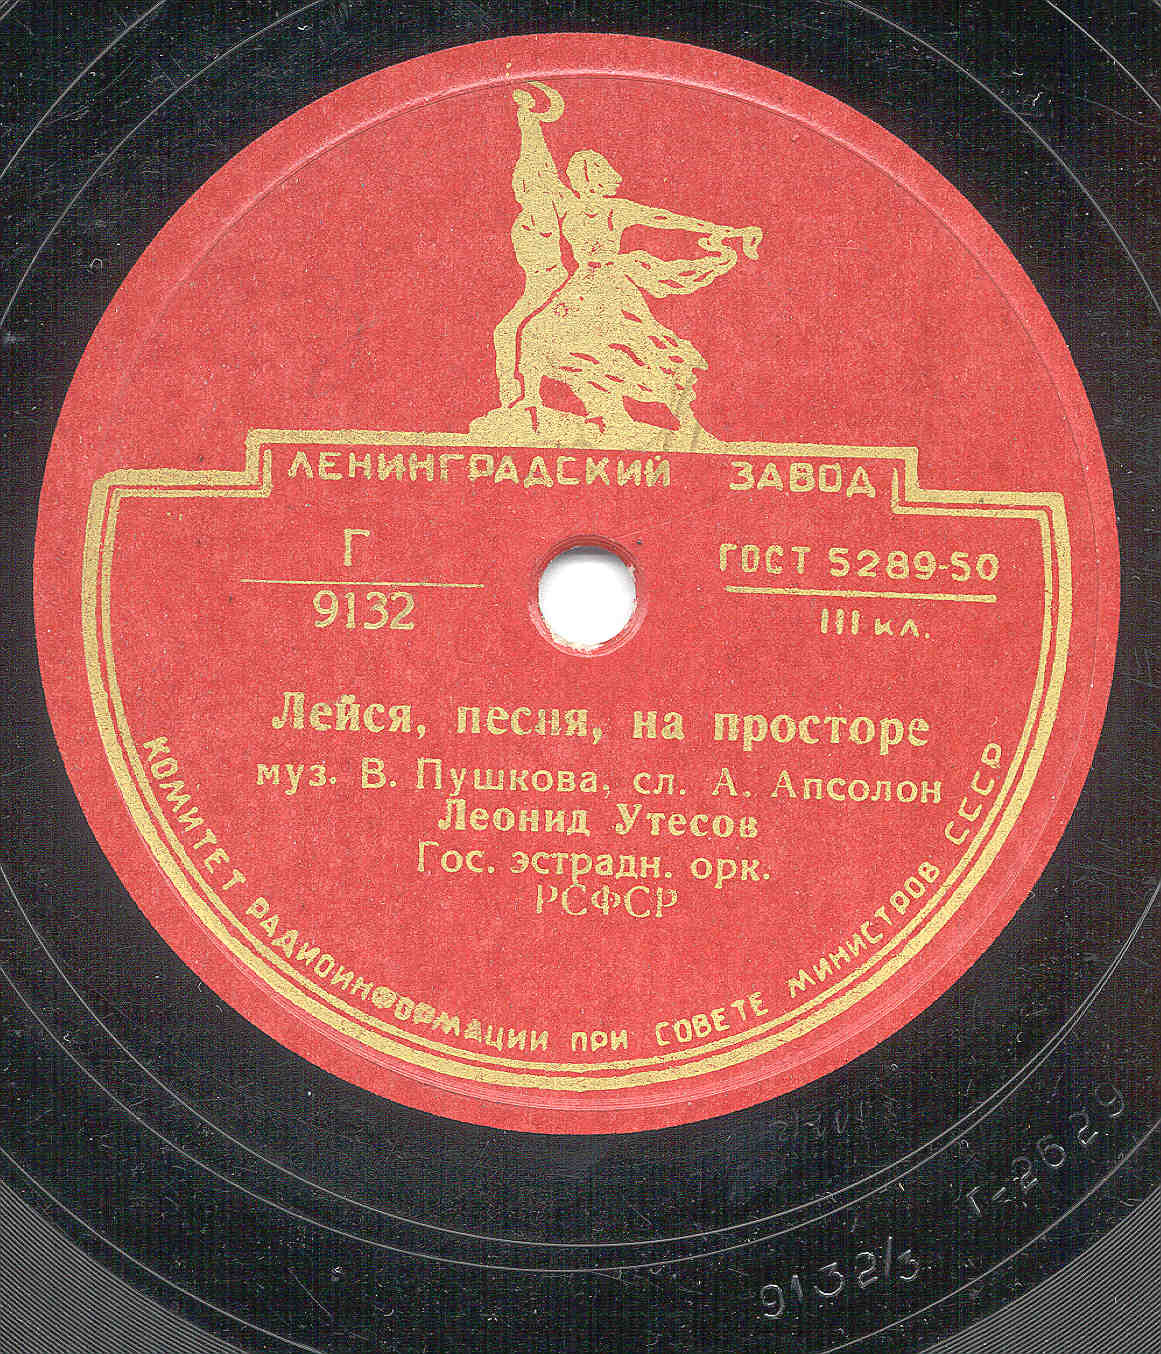 ЛЕНИНГРАДСКИЙ ЗАВОД
Г
9132
ГОСТ 5289-50
III кл.
Лейся, песня, на просторе
муз. В. Пушкова, сл. А. Апсолон
Леонид Утесов
Гос. эстрадн. орк.
РСФСР
КОМИТЕТ РАДИОИНФОРМАЦИИ ПРИ СОВЕТЕ МИНИСТРОВ СССР
Г-2629
9132/3